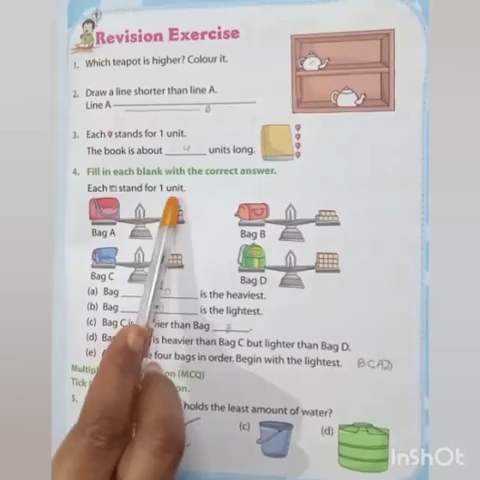 Revision Exercise
1. Which teapot is higher? Colour it.
2. Draw a line shorter than line A.
Line A
B
3. Each stands for 1 unit.
The book is about 4 units long.
4. Fill in each blank with the correct answer.
Each stand for 1 unit.
Bag A Bag B
Bag C Bag D
(a) Bag is the heaviest.
(b) Bag is the lightest.
(c) Bag C is than Bag B.
(d) is heavier than Bag C but lighter than Bag D.
(e) four bags in order. Begin with the lightest. BCAD
(MCQ)
Tick
5. holds the least amount of water?
(c) (d)
InShOt